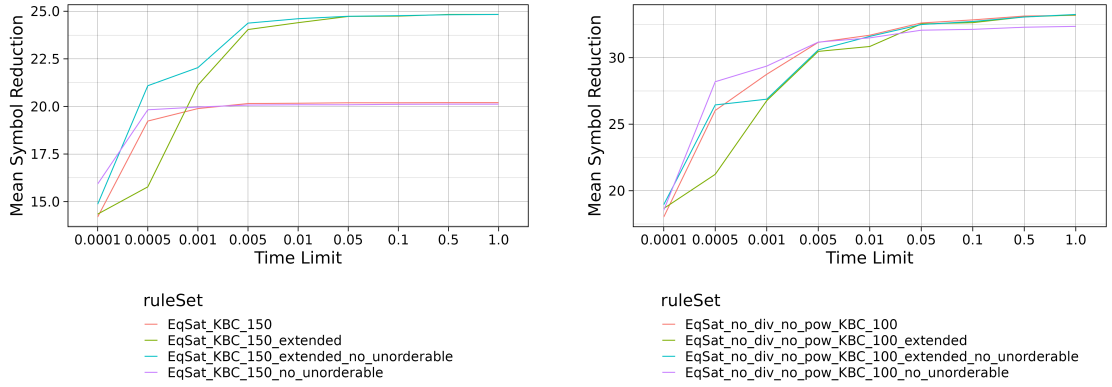 Mean Symbol Reduction
25.0
22.5
20.0
17.5
15.0
0.0001 0.0005 0.001 0.005 0.01 0.05 0.1 0.5 1.0
Time Limit
ruleSet
EqSat_KBC_150
EqSat_KBC_150_extended
EqSat_KBC_150_extended_no_unorderable
EqSat_KBC_150_no_unorderable
Mean Symbol Reduction
30
25
20
0.0001 0.0005 0.001 0.005 0.01 0.05 0.1 0.5 1.0
Time Limit
ruleSet
EqSat_no_div_no_pow_KBC_100
EqSat_no_div_no_pow_KBC_100_extended
EqSat_no_div_no_pow_KBC_100_extended_no_unorderable
EqSat_no_div_no_pow_KBC_100_no_unorderable